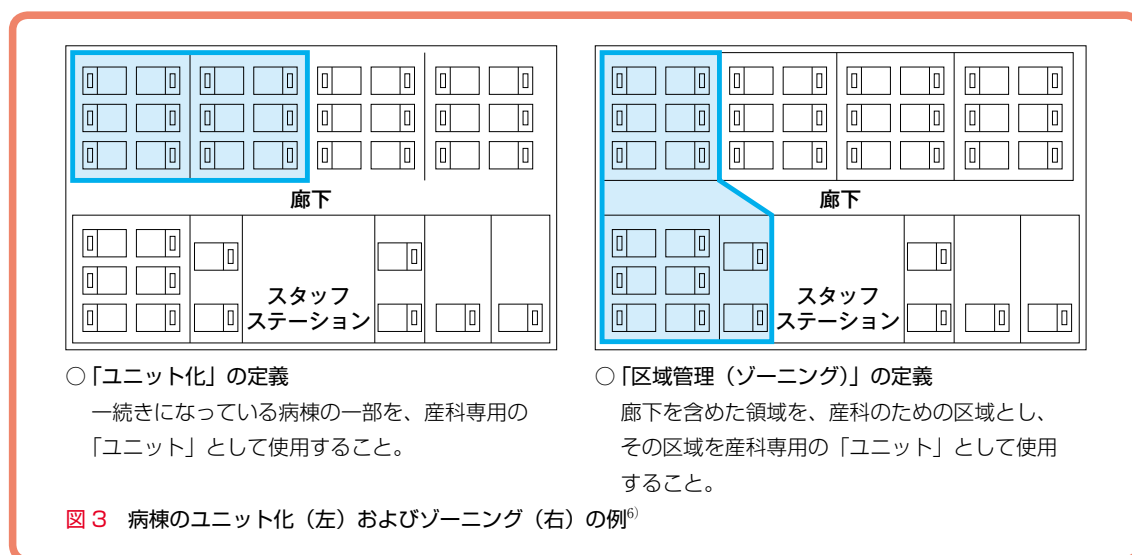 廊下
スタッフ
ステーション
○「ユニット化」の定義
一続きになっている病棟の一部を、産科専用の
「ユニット」として使用すること。
廊下
スタッフ
ステーション
○「区域管理（ゾーニング）」の定義
廊下を含めた領域を、産科のための区域とし、
その区域を産科専用の「ユニット」として使用
すること。
図3　病棟のユニット化（左）およびゾーニング（右）の例6）